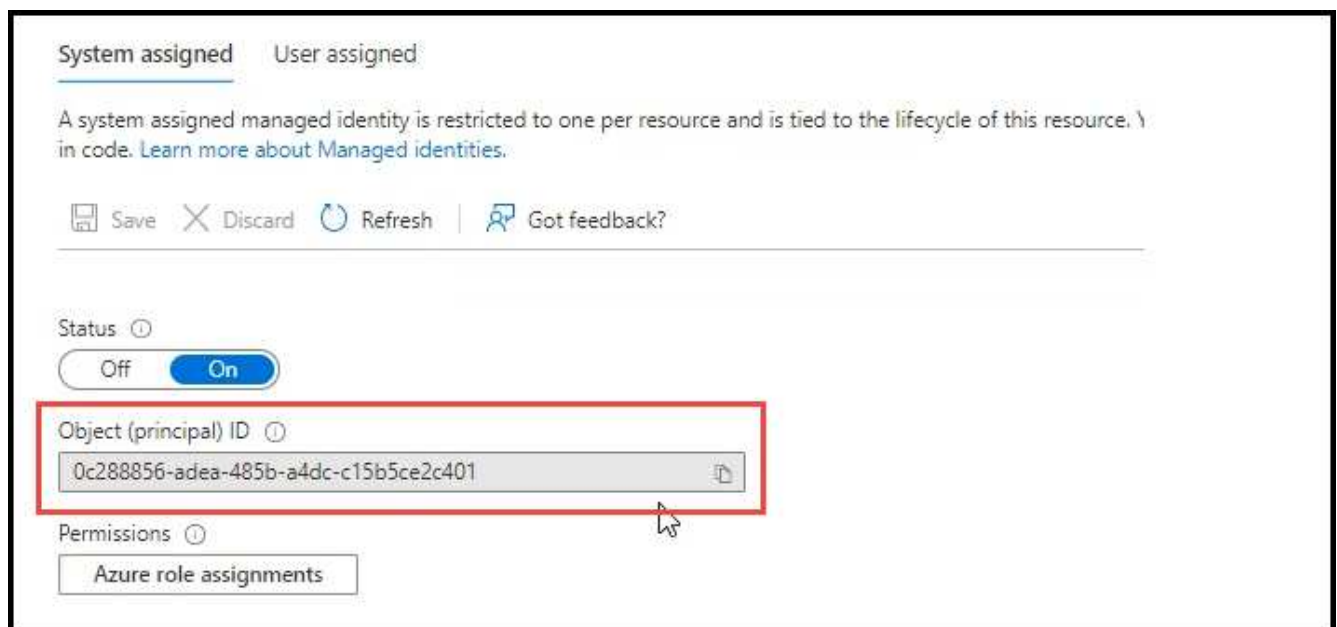 System assigned User assigned
A system assigned managed identity is restricted to one per resource and is tied to the lifecycle of this resource.
in code. Learn more about Managed identities.
Save Discard Refresh Got feedback?
Status
Off On
Object (principal) ID
0c288856-adea-485b-a4dc-c15b5ce2c401
Permissions
Azure role assignments